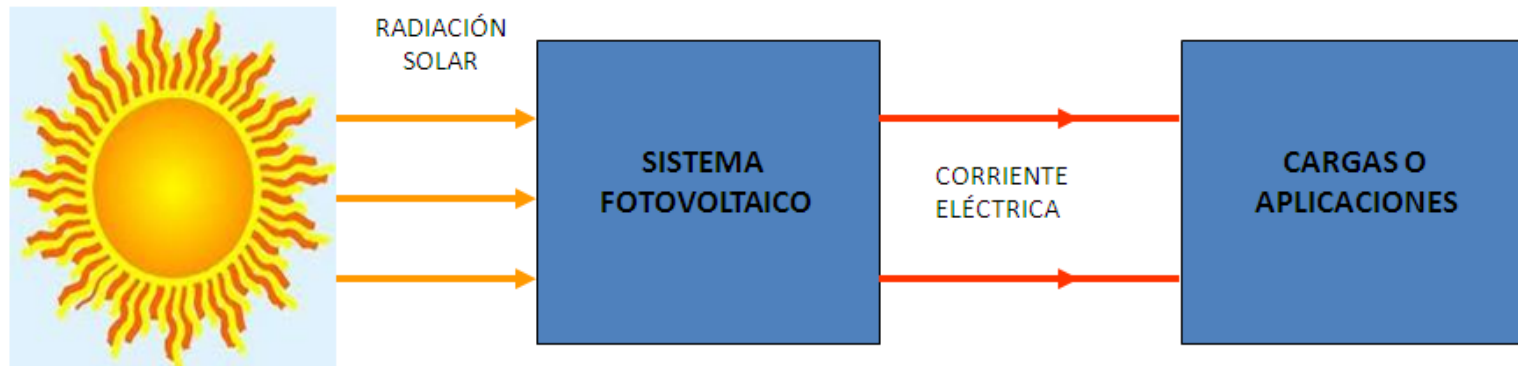 RADIACIÓN
SOLAR
SISTEMA
FOTOVOLTAICO
CORRIENTE
ELÉCTRICA
CARGAS O
APLICACIONES